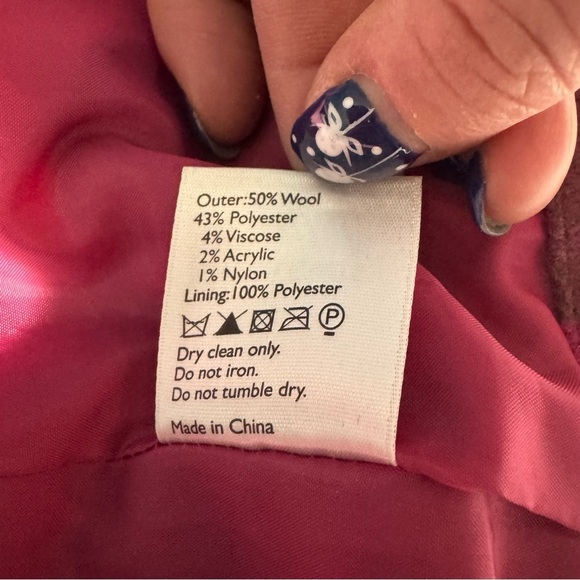 Outer:50% Wool
43% Polyester
4% Viscose
2% Acrylic
1% Nylon
Lining:100% Polyester
P
Dry clean only.
Do not iron.
Do not tumble dry.
Made in China